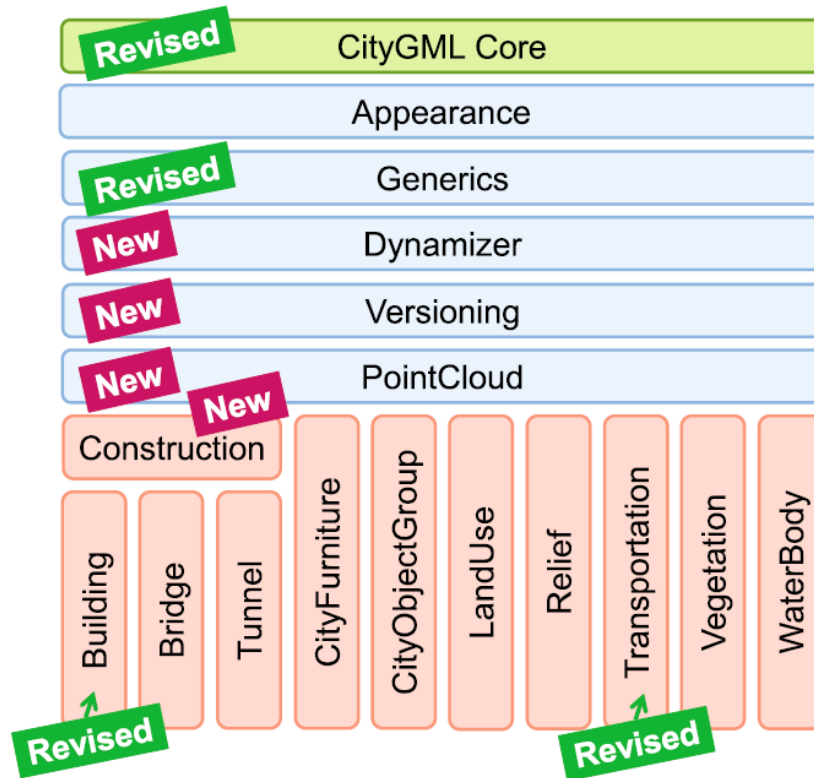 Revised
CityGML Core
Appearance
Revised
Generics
New
Dynamizer
New
Versioning
New
PointCloud
New
Construction
Building
Bridge
Tunnel
CityFurniture
CityObjectGroup
LandUse
Relief
Transportation
Vegetation
WaterBody
Revised
Revised